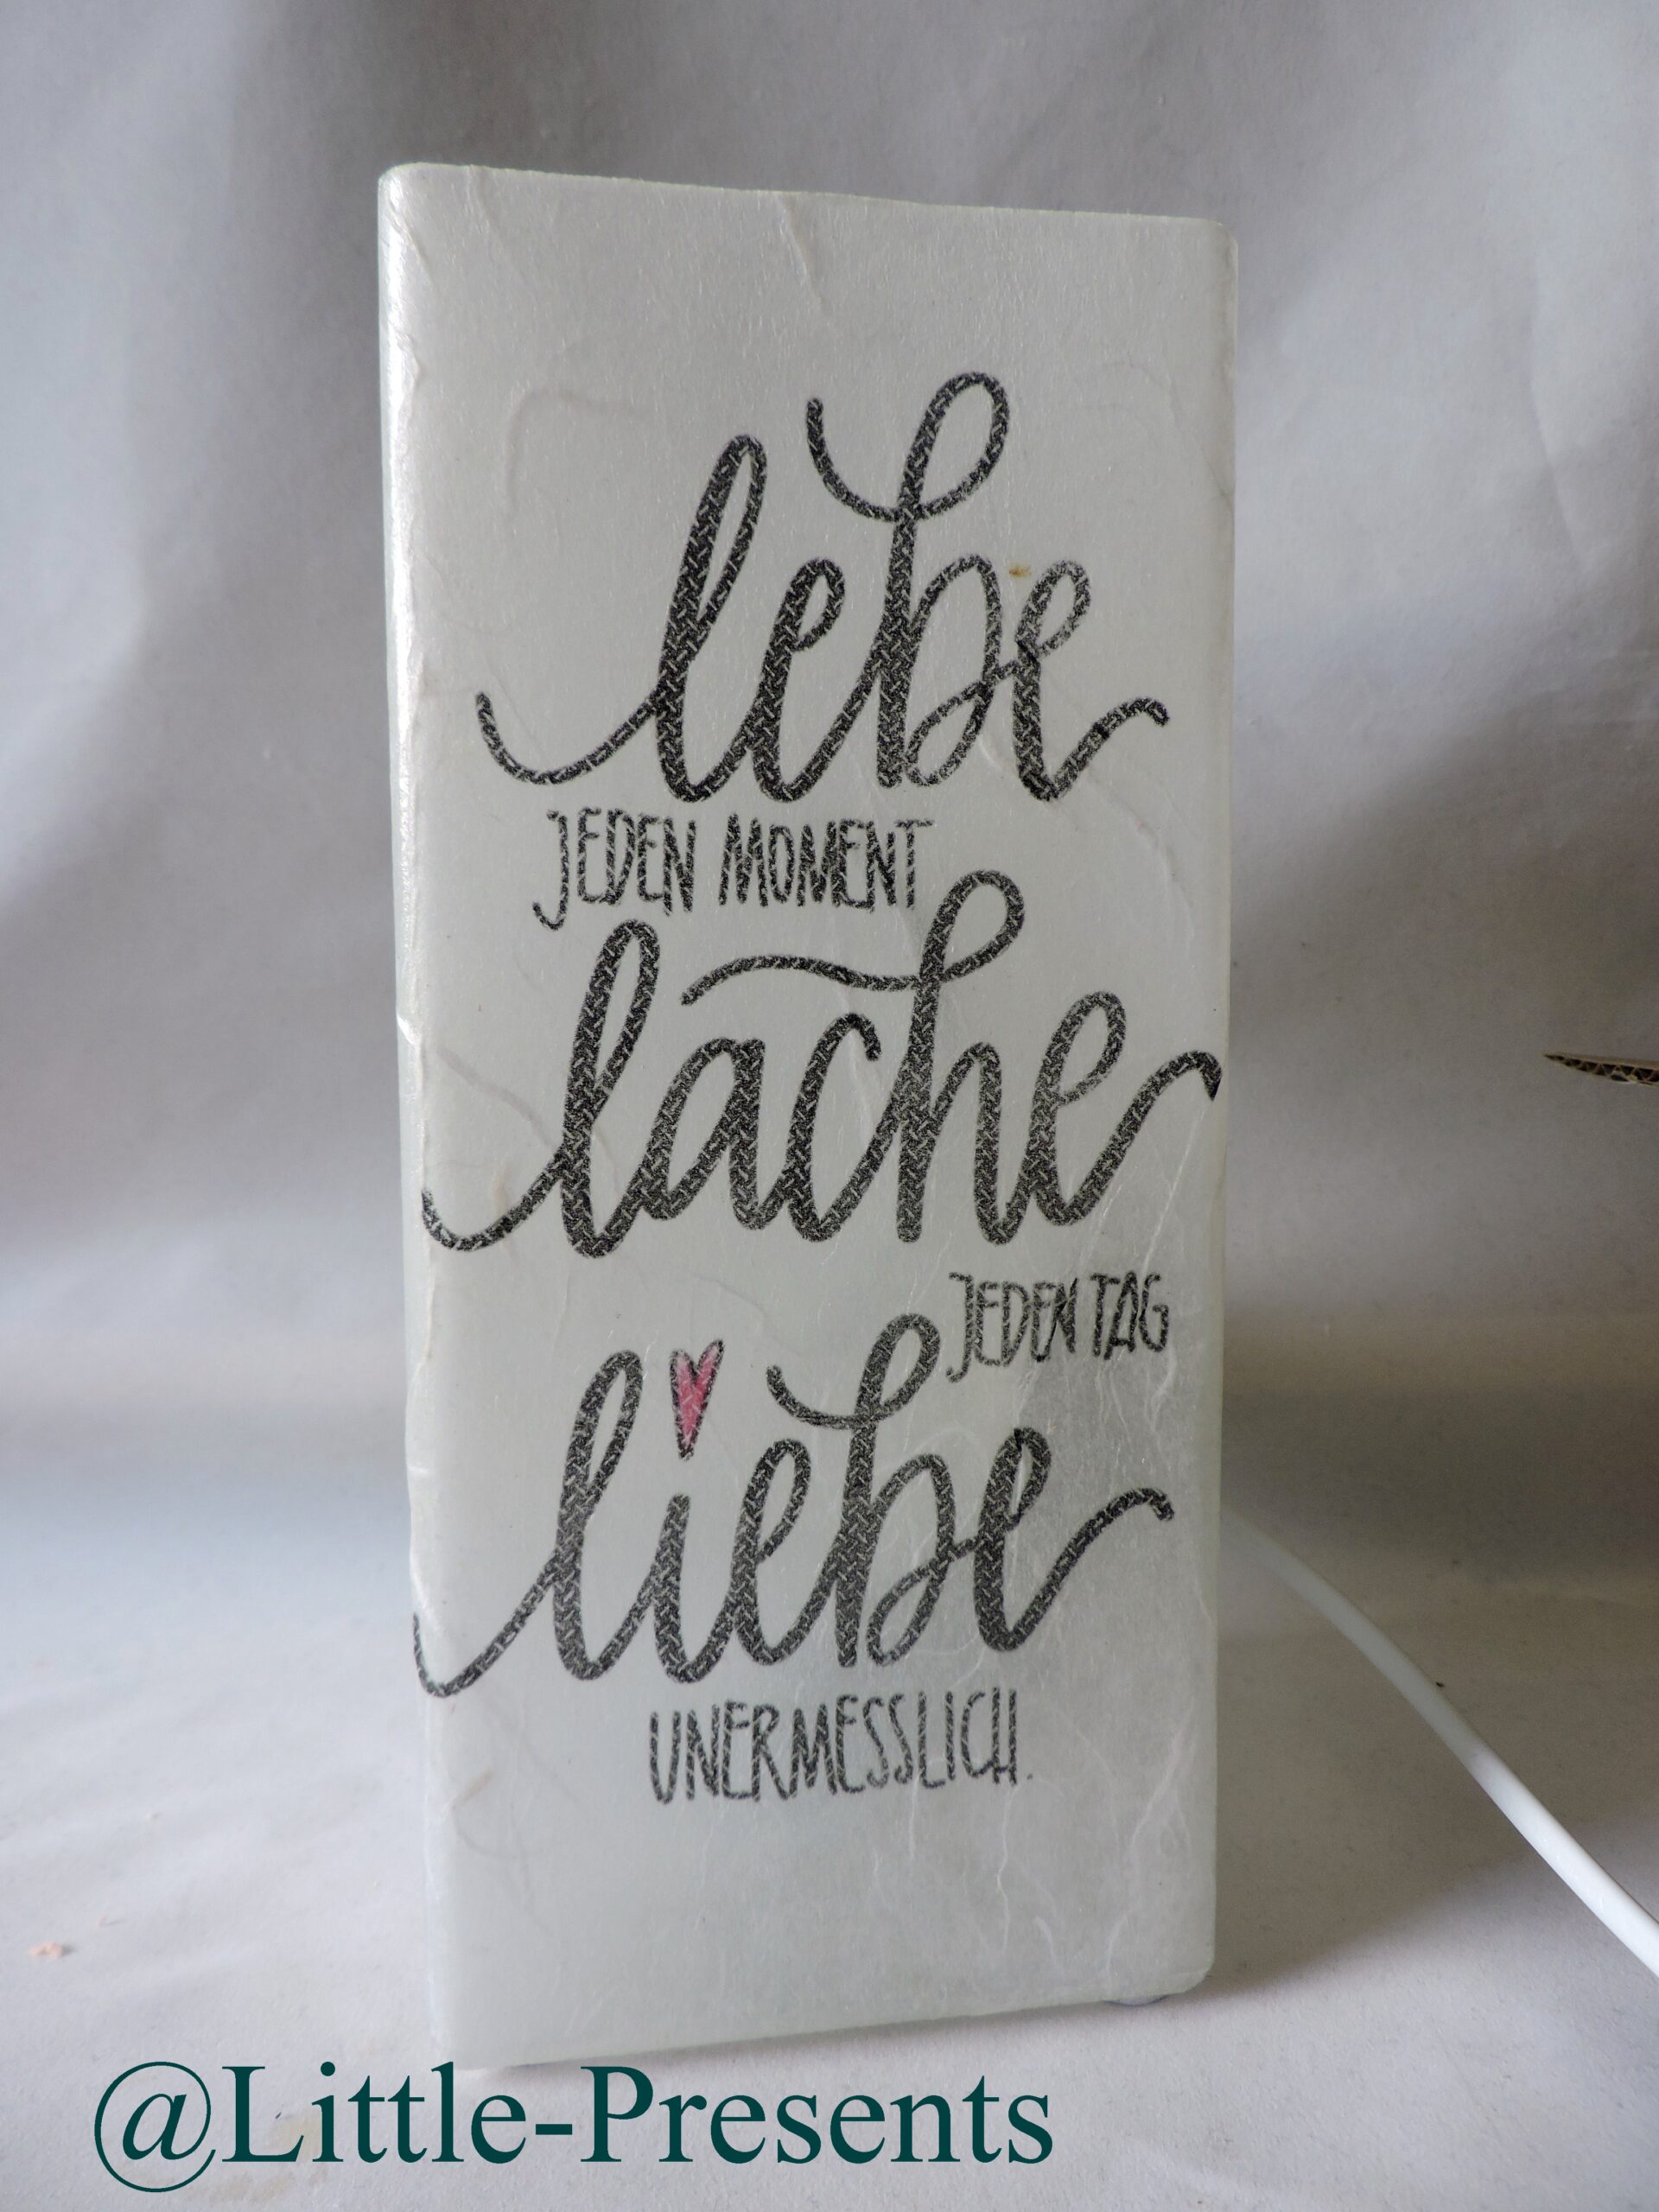 lebe
JEDEN MOMENT
lache
JEDEN TAG
liebe
UNERMESSLICH.
@Little-Presents